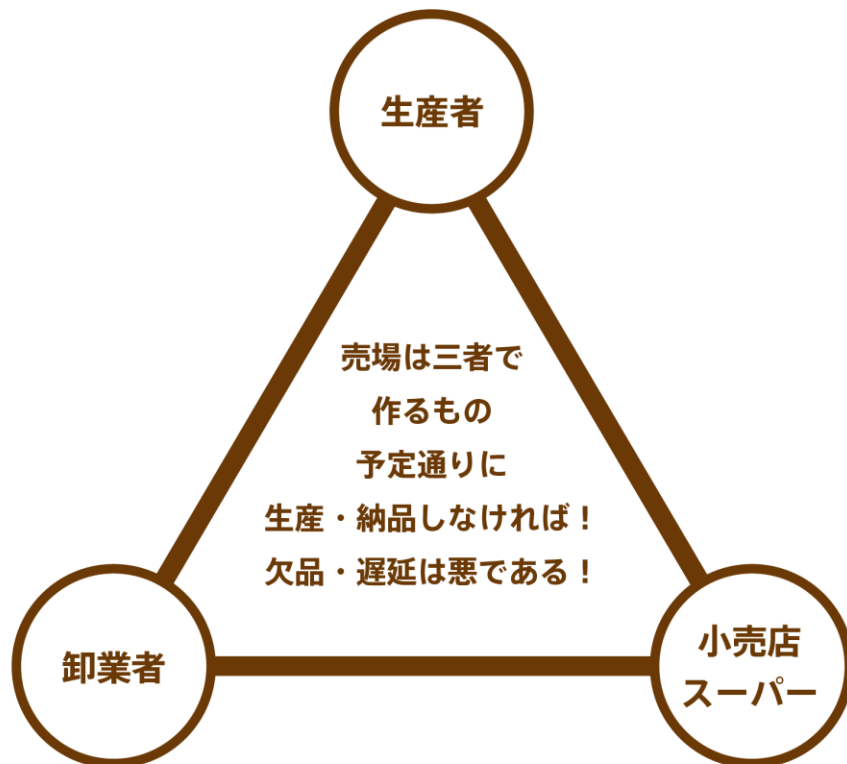 生産者
売場は三者で
作るもの
予定通りに
生産・納品しなければ！
欠品・遅延は悪である！
卸業者
小売店
スーパー